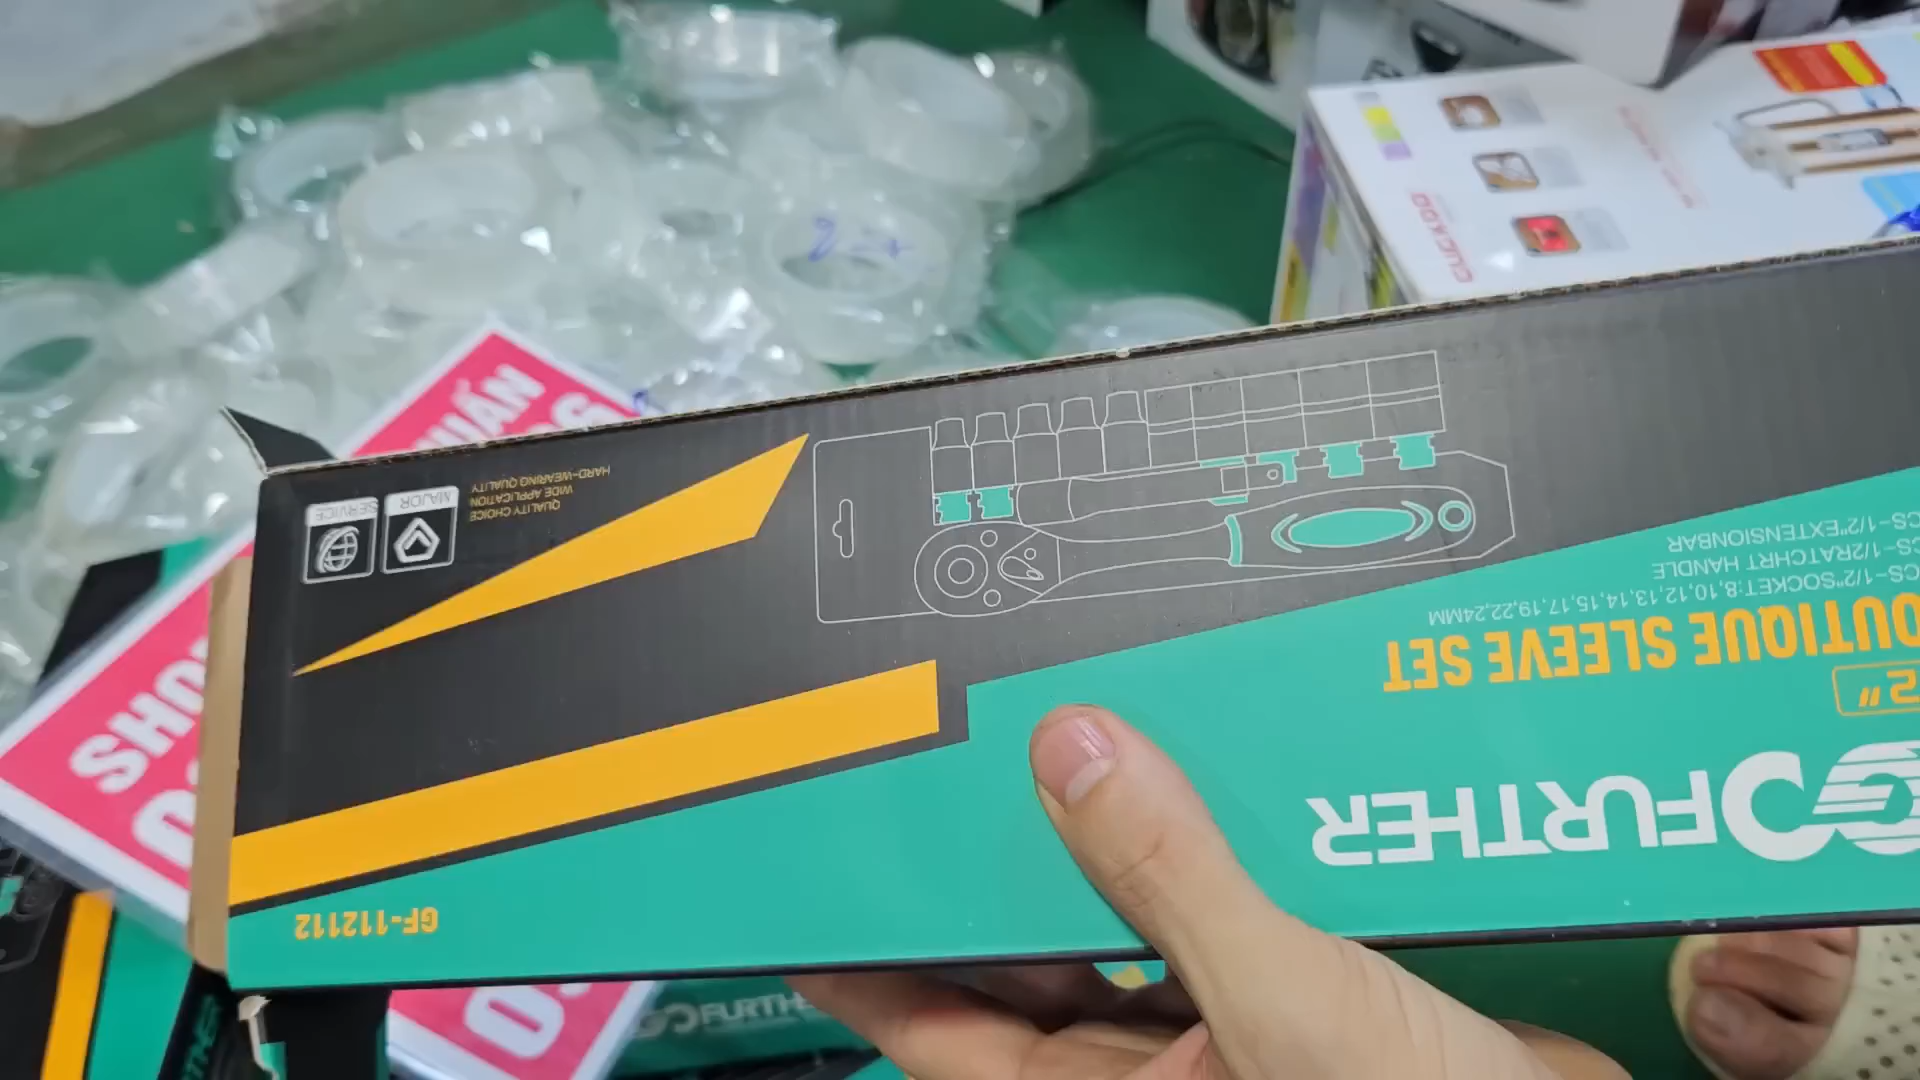 GOFURTHER
2"
OUTIQUE SLEEVE SET
CS-1/2"SOCKET:8,10,12,13,14,15,17,19,22,24MM
CS-1/2RATCHRT HANDLE
CS-1/2"EXTENSIONBAR
GF-112112
QUALITY CHOICE
WIDE APPLICATION
HARD-WEARING QUALITY
MAJOR
SERVICE
CUCKYOO
FURTHER